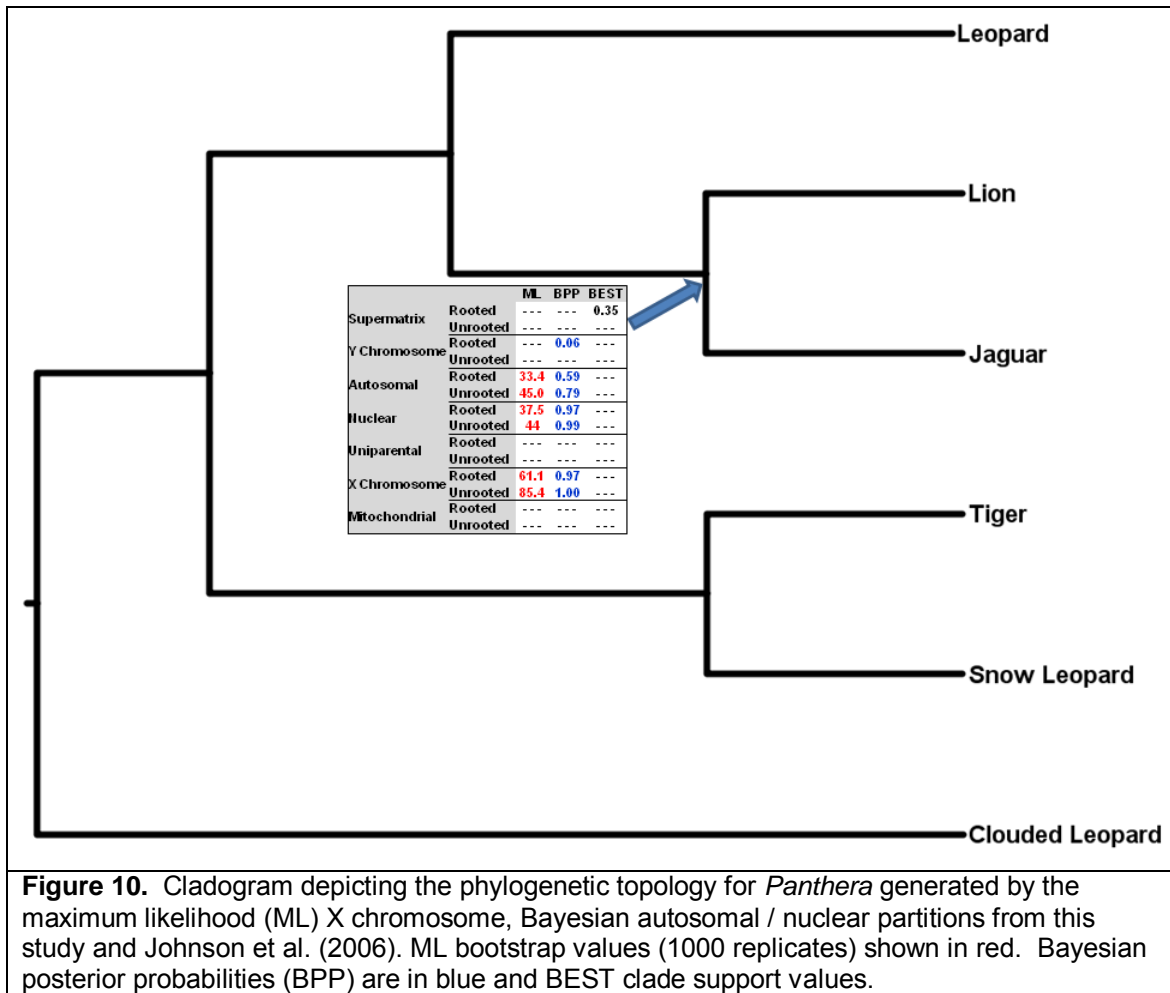 Leopard
Lion
Jaguar
ML BPP BEST
Supermatrix Rooted --- --- 0.35
Unrooted --- --- ---
Y Chromosome Rooted --- 0.06 ---
Unrooted --- --- ---
Autosomal Rooted 33.4 0.59 ---
Unrooted 45.0 0.79 ---
Nuclear Rooted 37.5 0.97 ---
Unrooted 44 0.99 ---
Uniparental Rooted --- --- ---
Unrooted --- --- ---
X Chromosome Rooted 61.1 0.97 ---
Unrooted 85.4 1.00 ---
Mitochondrial Rooted --- --- ---
Unrooted --- --- ---
Tiger
Snow Leopard
Clouded Leopard
Figure 10. Cladogram depicting the phylogenetic topology for Panthera generated by the
maximum likelihood (ML) X chromosome, Bayesian autosomal / nuclear partitions from this
study and Johnson et al. (2006). ML bootstrap values (1000 replicates) shown in red. Bayesian
posterior probabilities (BPP) are in blue and BEST clade support values.